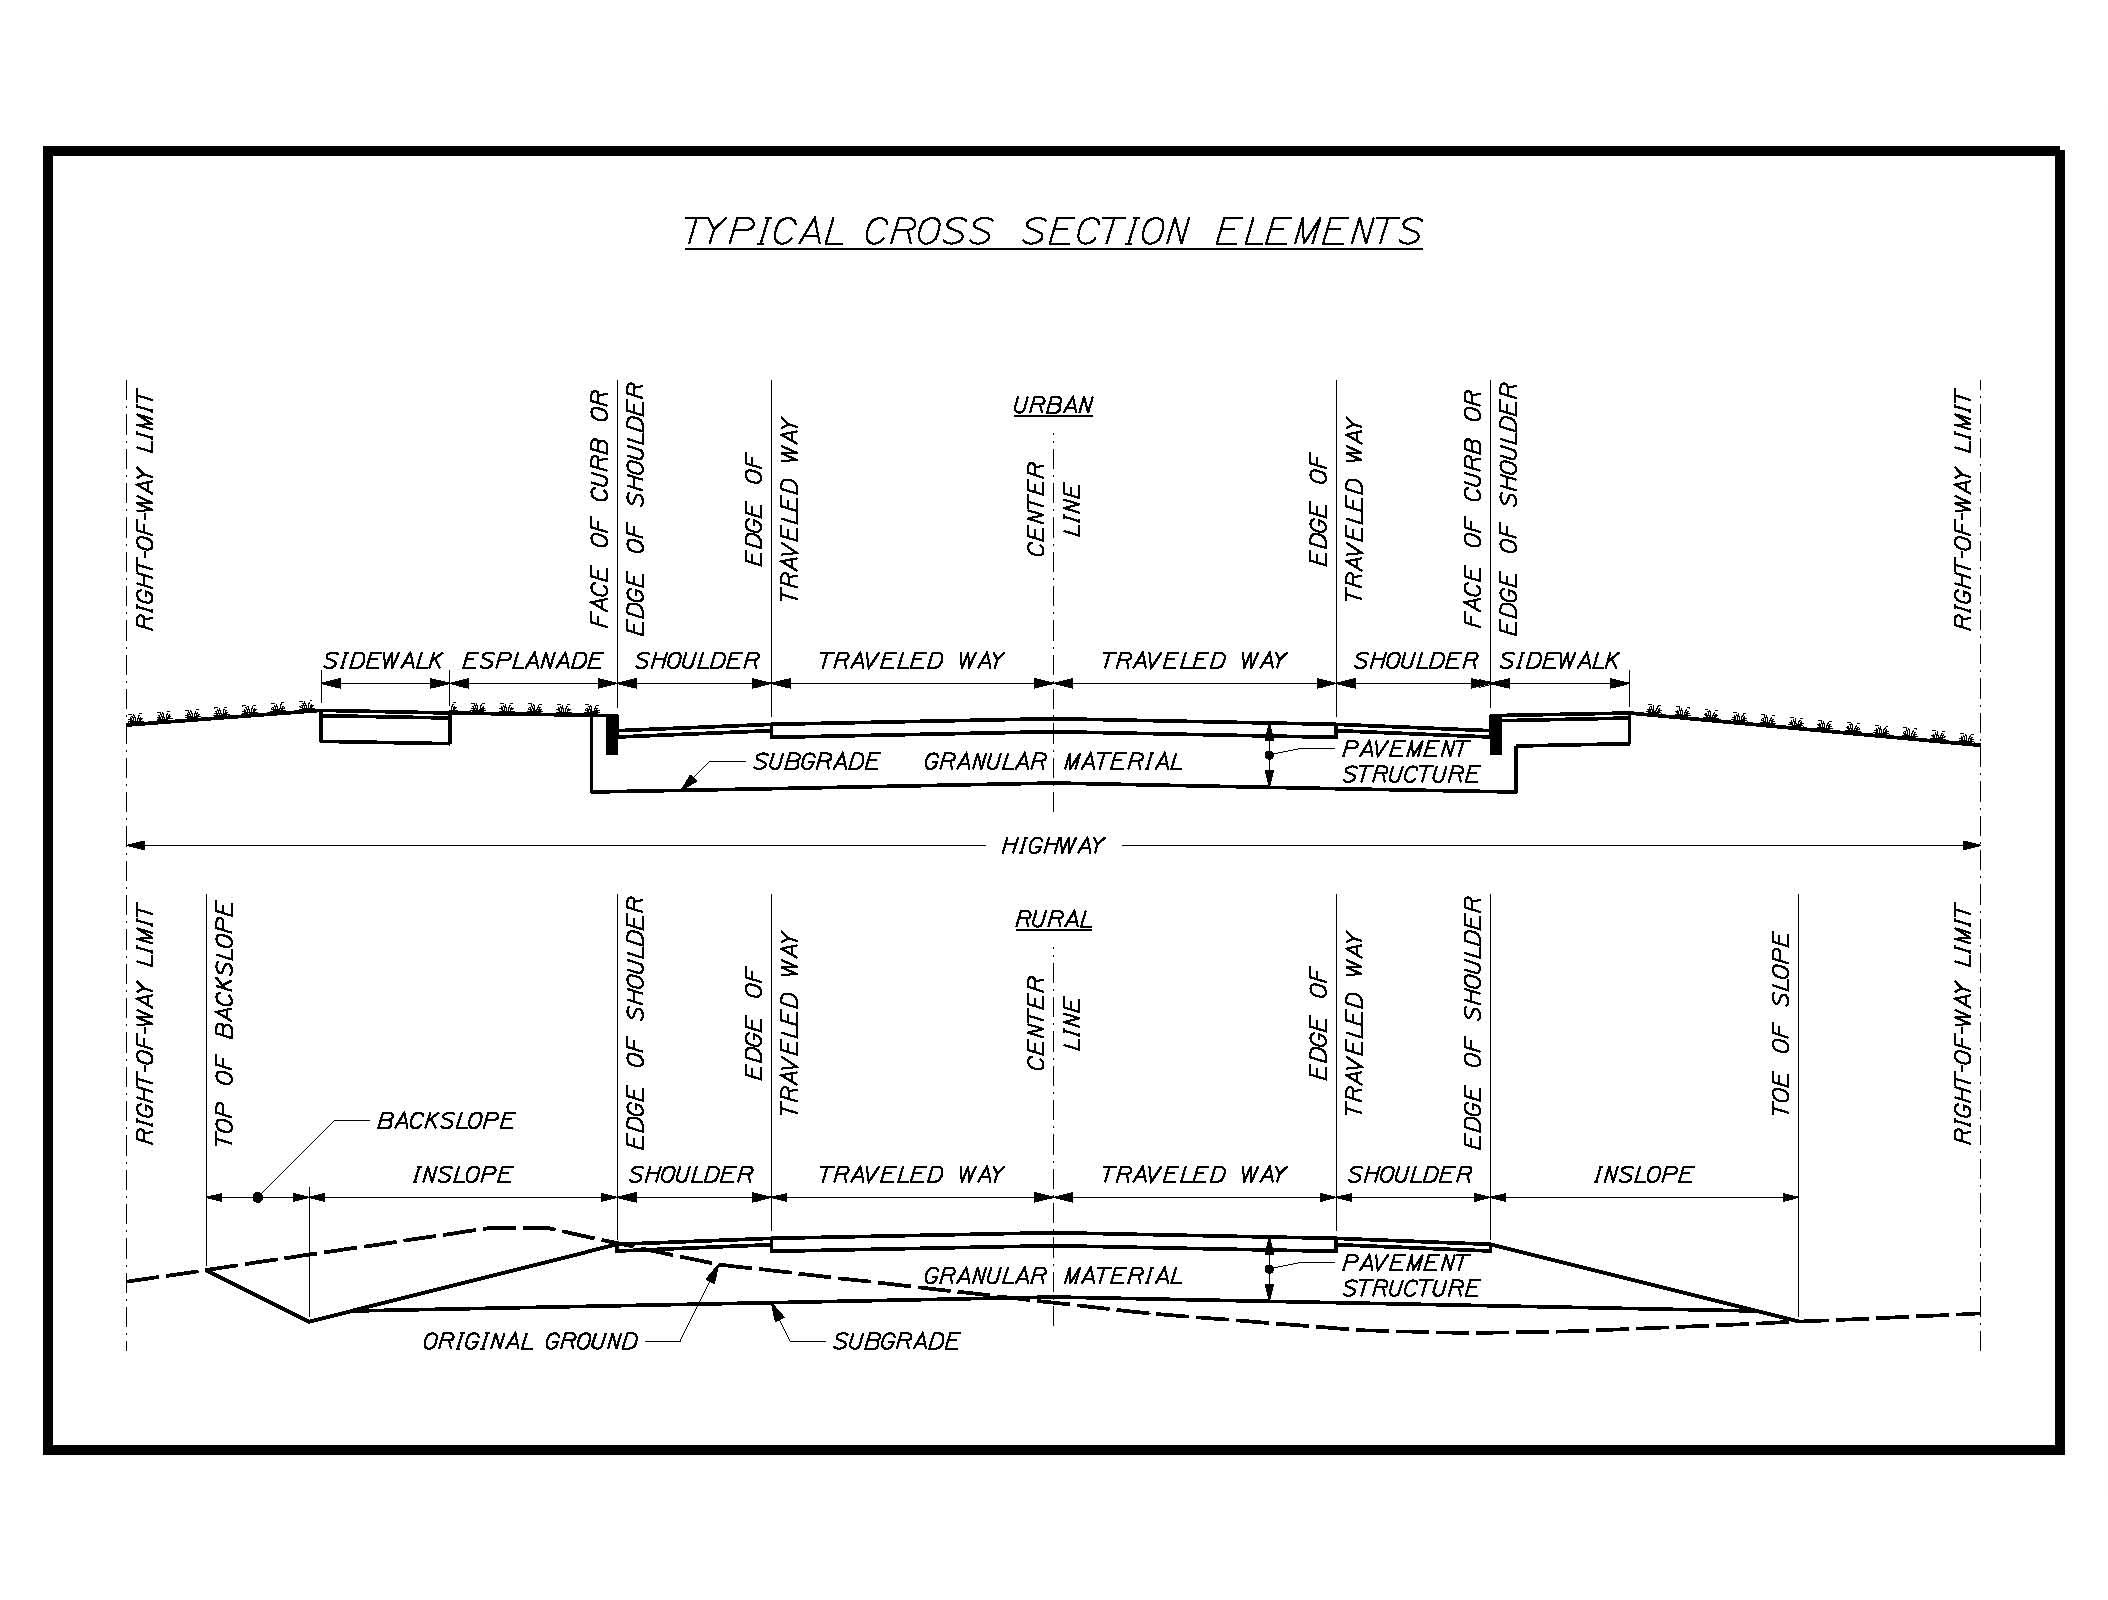 TYPICAL CROSS SECTION ELEMENTS
URBAN
RIGHT-OF-WAY LIMIT
FACE OF CURB OR
EDGE OF SHOULDER
EDGE OF
TRAVELED WAY
CENTER
LINE
EDGE OF
TRAVELED WAY
FACE OF CURB OR
EDGE OF SHOULDER
RIGHT-OF-WAY LIMIT
SIDEWALK
ESPLANADE
SHOULDER
TRAVELED WAY
TRAVELED WAY
SHOULDER
SIDEWALK
SUBGRADE
GRANULAR MATERIAL
PAVEMENT
STRUCTURE
HIGHWAY
RURAL
RIGHT-OF-WAY LIMIT
TOP OF BACKSLOPE
EDGE OF SHOULDER
EDGE OF
TRAVELED WAY
CENTER
LINE
EDGE OF
TRAVELED WAY
EDGE OF SHOULDER
TOE OF SLOPE
RIGHT-OF-WAY LIMIT
BACKSLOPE
INSLOPE
SHOULDER
TRAVELED WAY
TRAVELED WAY
SHOULDER
INSLOPE
GRANULAR MATERIAL
PAVEMENT
STRUCTURE
ORIGINAL GROUND
SUBGRADE